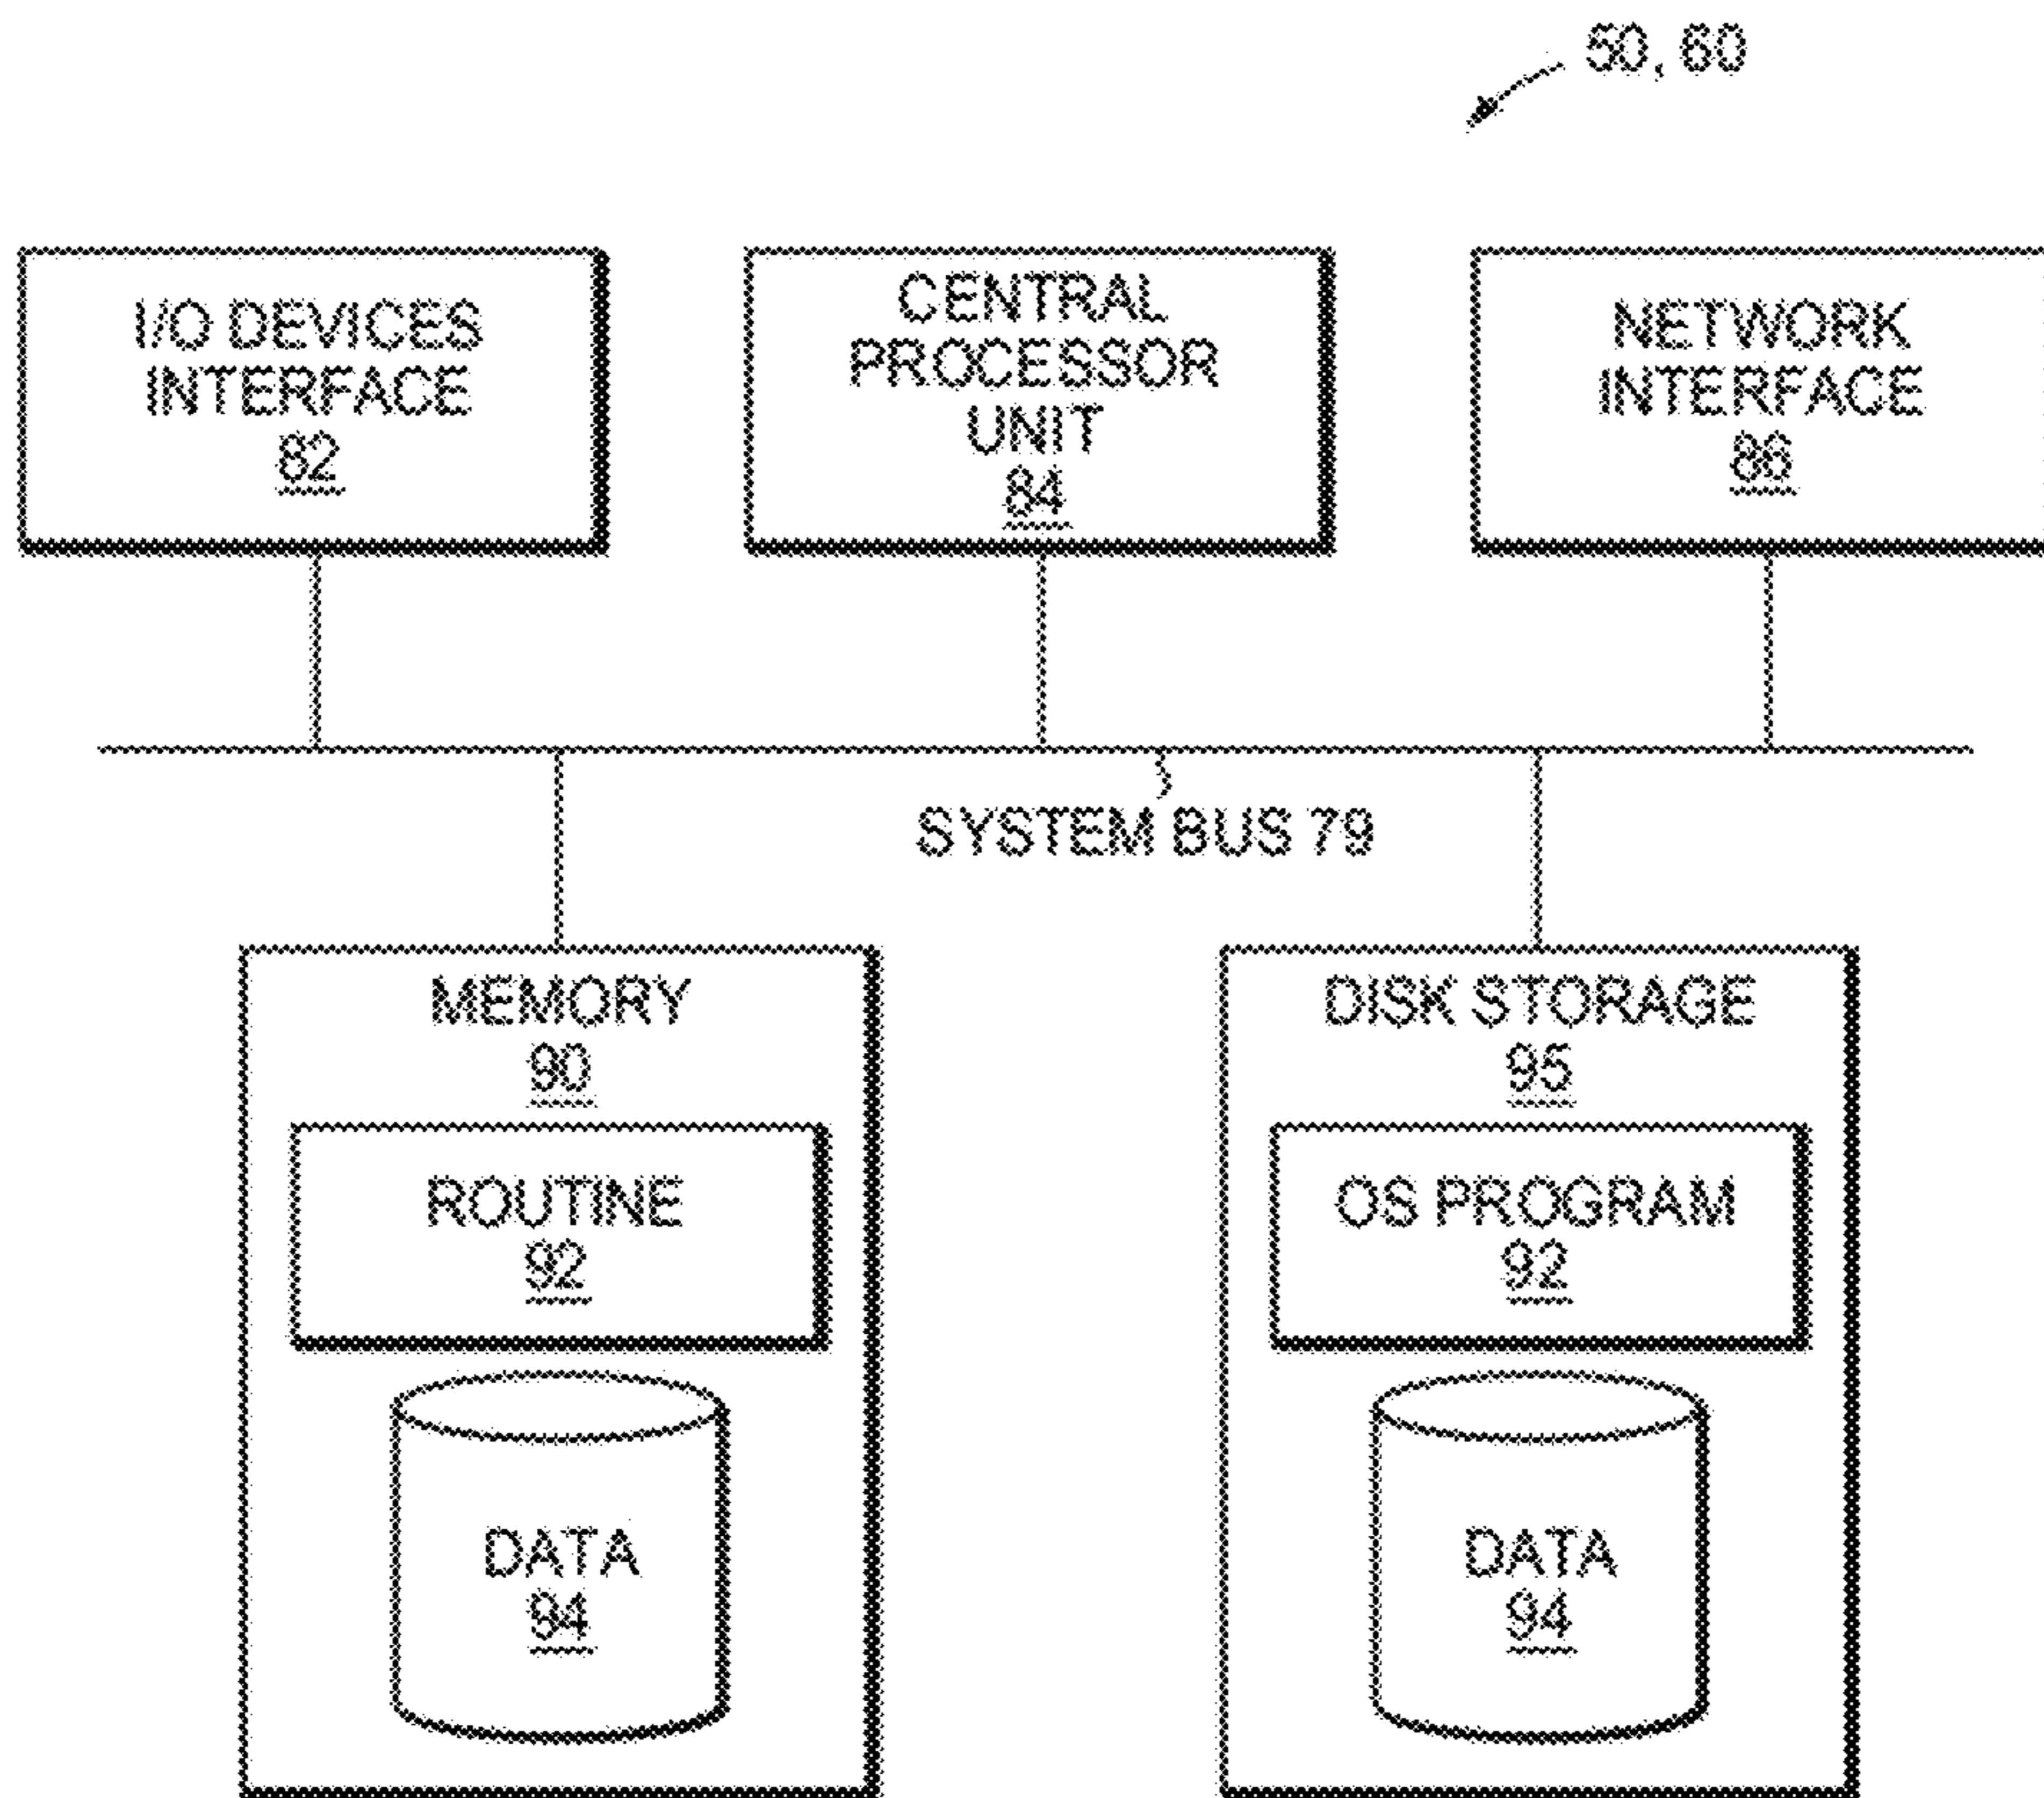 50, 60
I/O DEVICES
INTERFACE
82
CENTRAL
PROCESSOR
UNIT
84
NETWORK
INTERFACE
86
SYSTEM BUS 79
MEMORY
90
ROUTINE
92
DATA
94
DISK STORAGE
95
OS PROGRAM
92
DATA
94